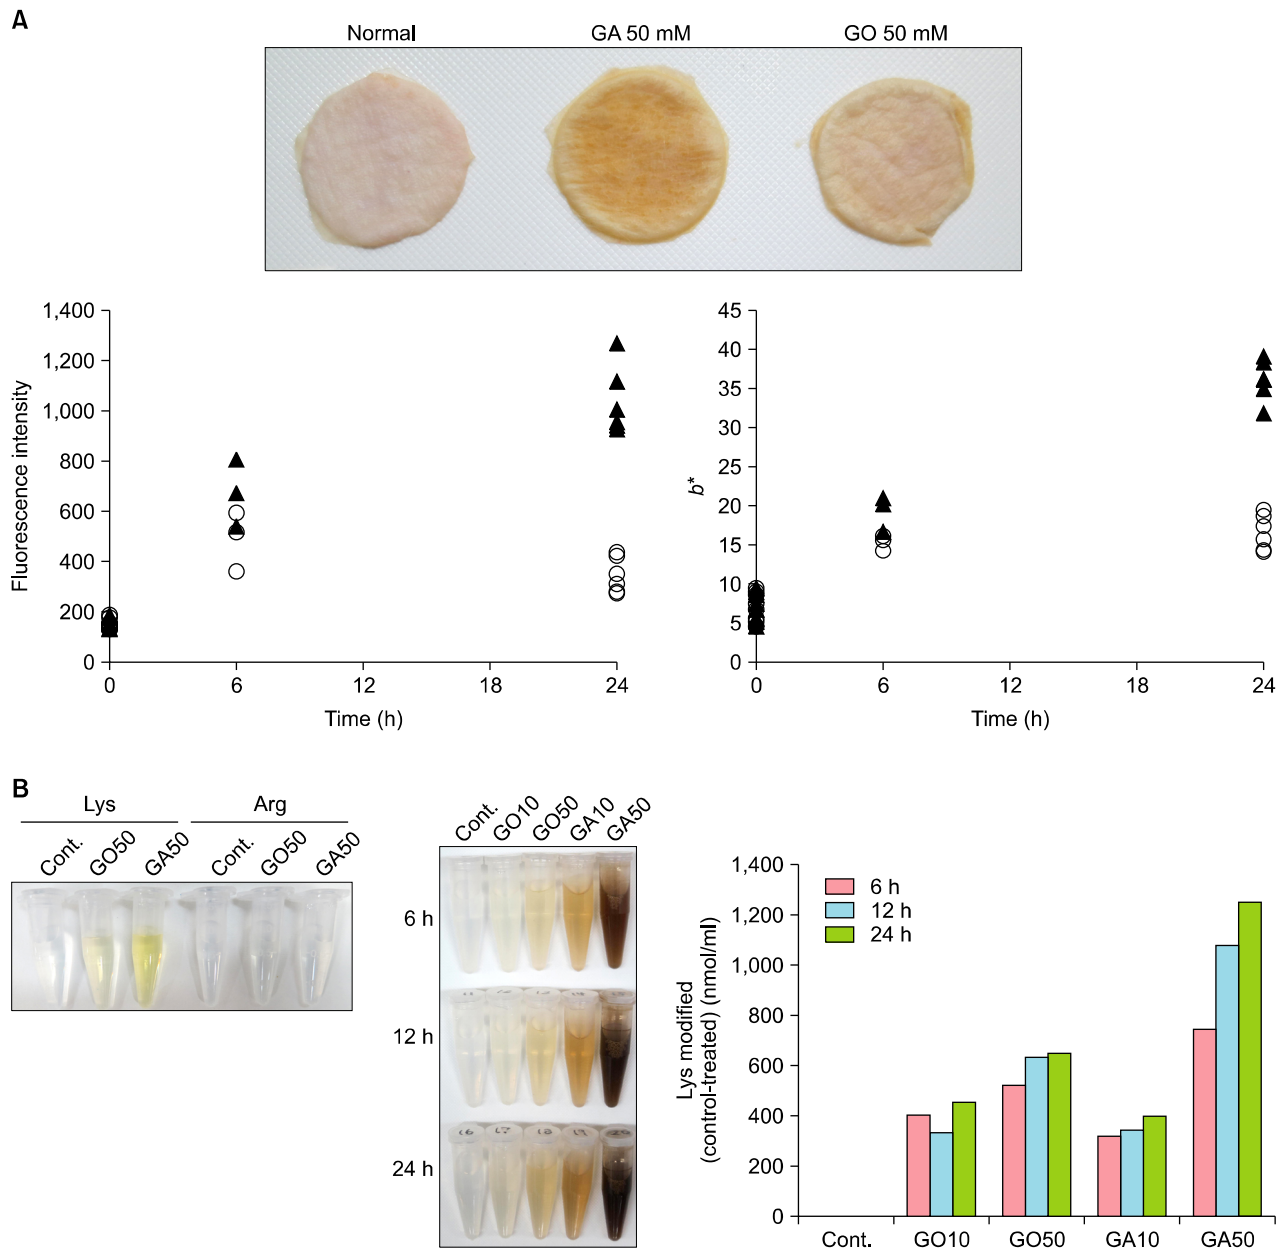 A
Normal
GA 50 mM
GO 50 mM
1,400
1,200
1,000
800
600
400
200
0
Fluorescence intensity
0
6
12
18
24
Time (h)
45
40
35
30
25
20
15
10
5
0
b*
0
6
12
18
24
Time (h)
B
Lys
Arg
Cont.
GO50
GA50
Cont.
GO50
GA50
Cont.
GO10
GO50
GA10
GA50
6 h
12 h
24 h
1,400
1,200
1,000
800
600
400
200
0
Lys modified
(control-treated) (nmol/ml)
6 h
12 h
24 h
Cont.
GO10
GO50
GA10
GA50